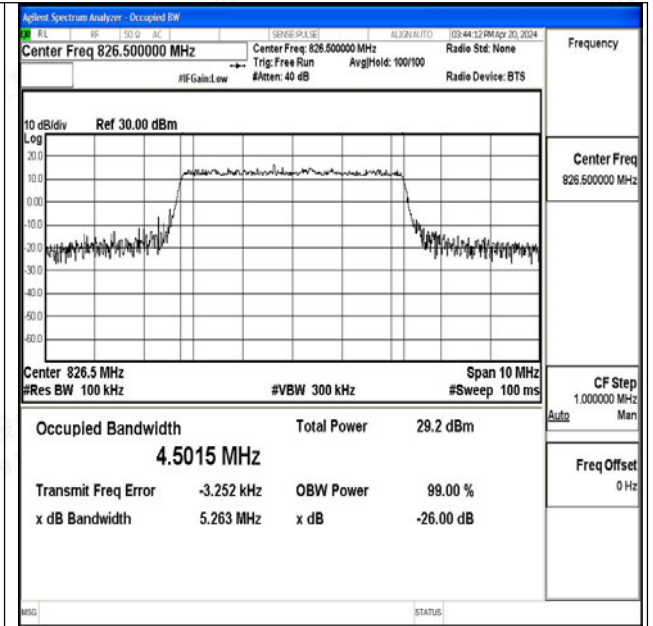 Agilent Spectrum Analyzer - Occupied BW
RL RF 50 Ω AC SENSE:PULSE ALIGN AUTO 03:44:12 PM Apr 20, 2024
Center Freq 826.500000 MHz
Center Freq: 826.500000 MHz
Radio Std: None
Trig: Free Run Avg|Hold: 100/100
#IFGain:Low #Atten: 40 dB Radio Device: BTS
Frequency
10 dB/div Ref 30.00 dBm
Log
20.0
10.0
0.00
-10.0
-20.0
-30.0
-40.0
-50.0
-60.0
Center 826.5 MHz Span 10 MHz
#Res BW 100 kHz #VBW 300 kHz #Sweep 100 ms
Occupied Bandwidth Total Power 29.2 dBm
4.5015 MHz
Transmit Freq Error -3.252 kHz OBW Power 99.00 %
x dB Bandwidth 5.263 MHz x dB -26.00 dB
Center Freq
826.500000 MHz
CF Step
1.000000 MHz
Auto Man
Freq Offset
0 Hz
MSG STATUS